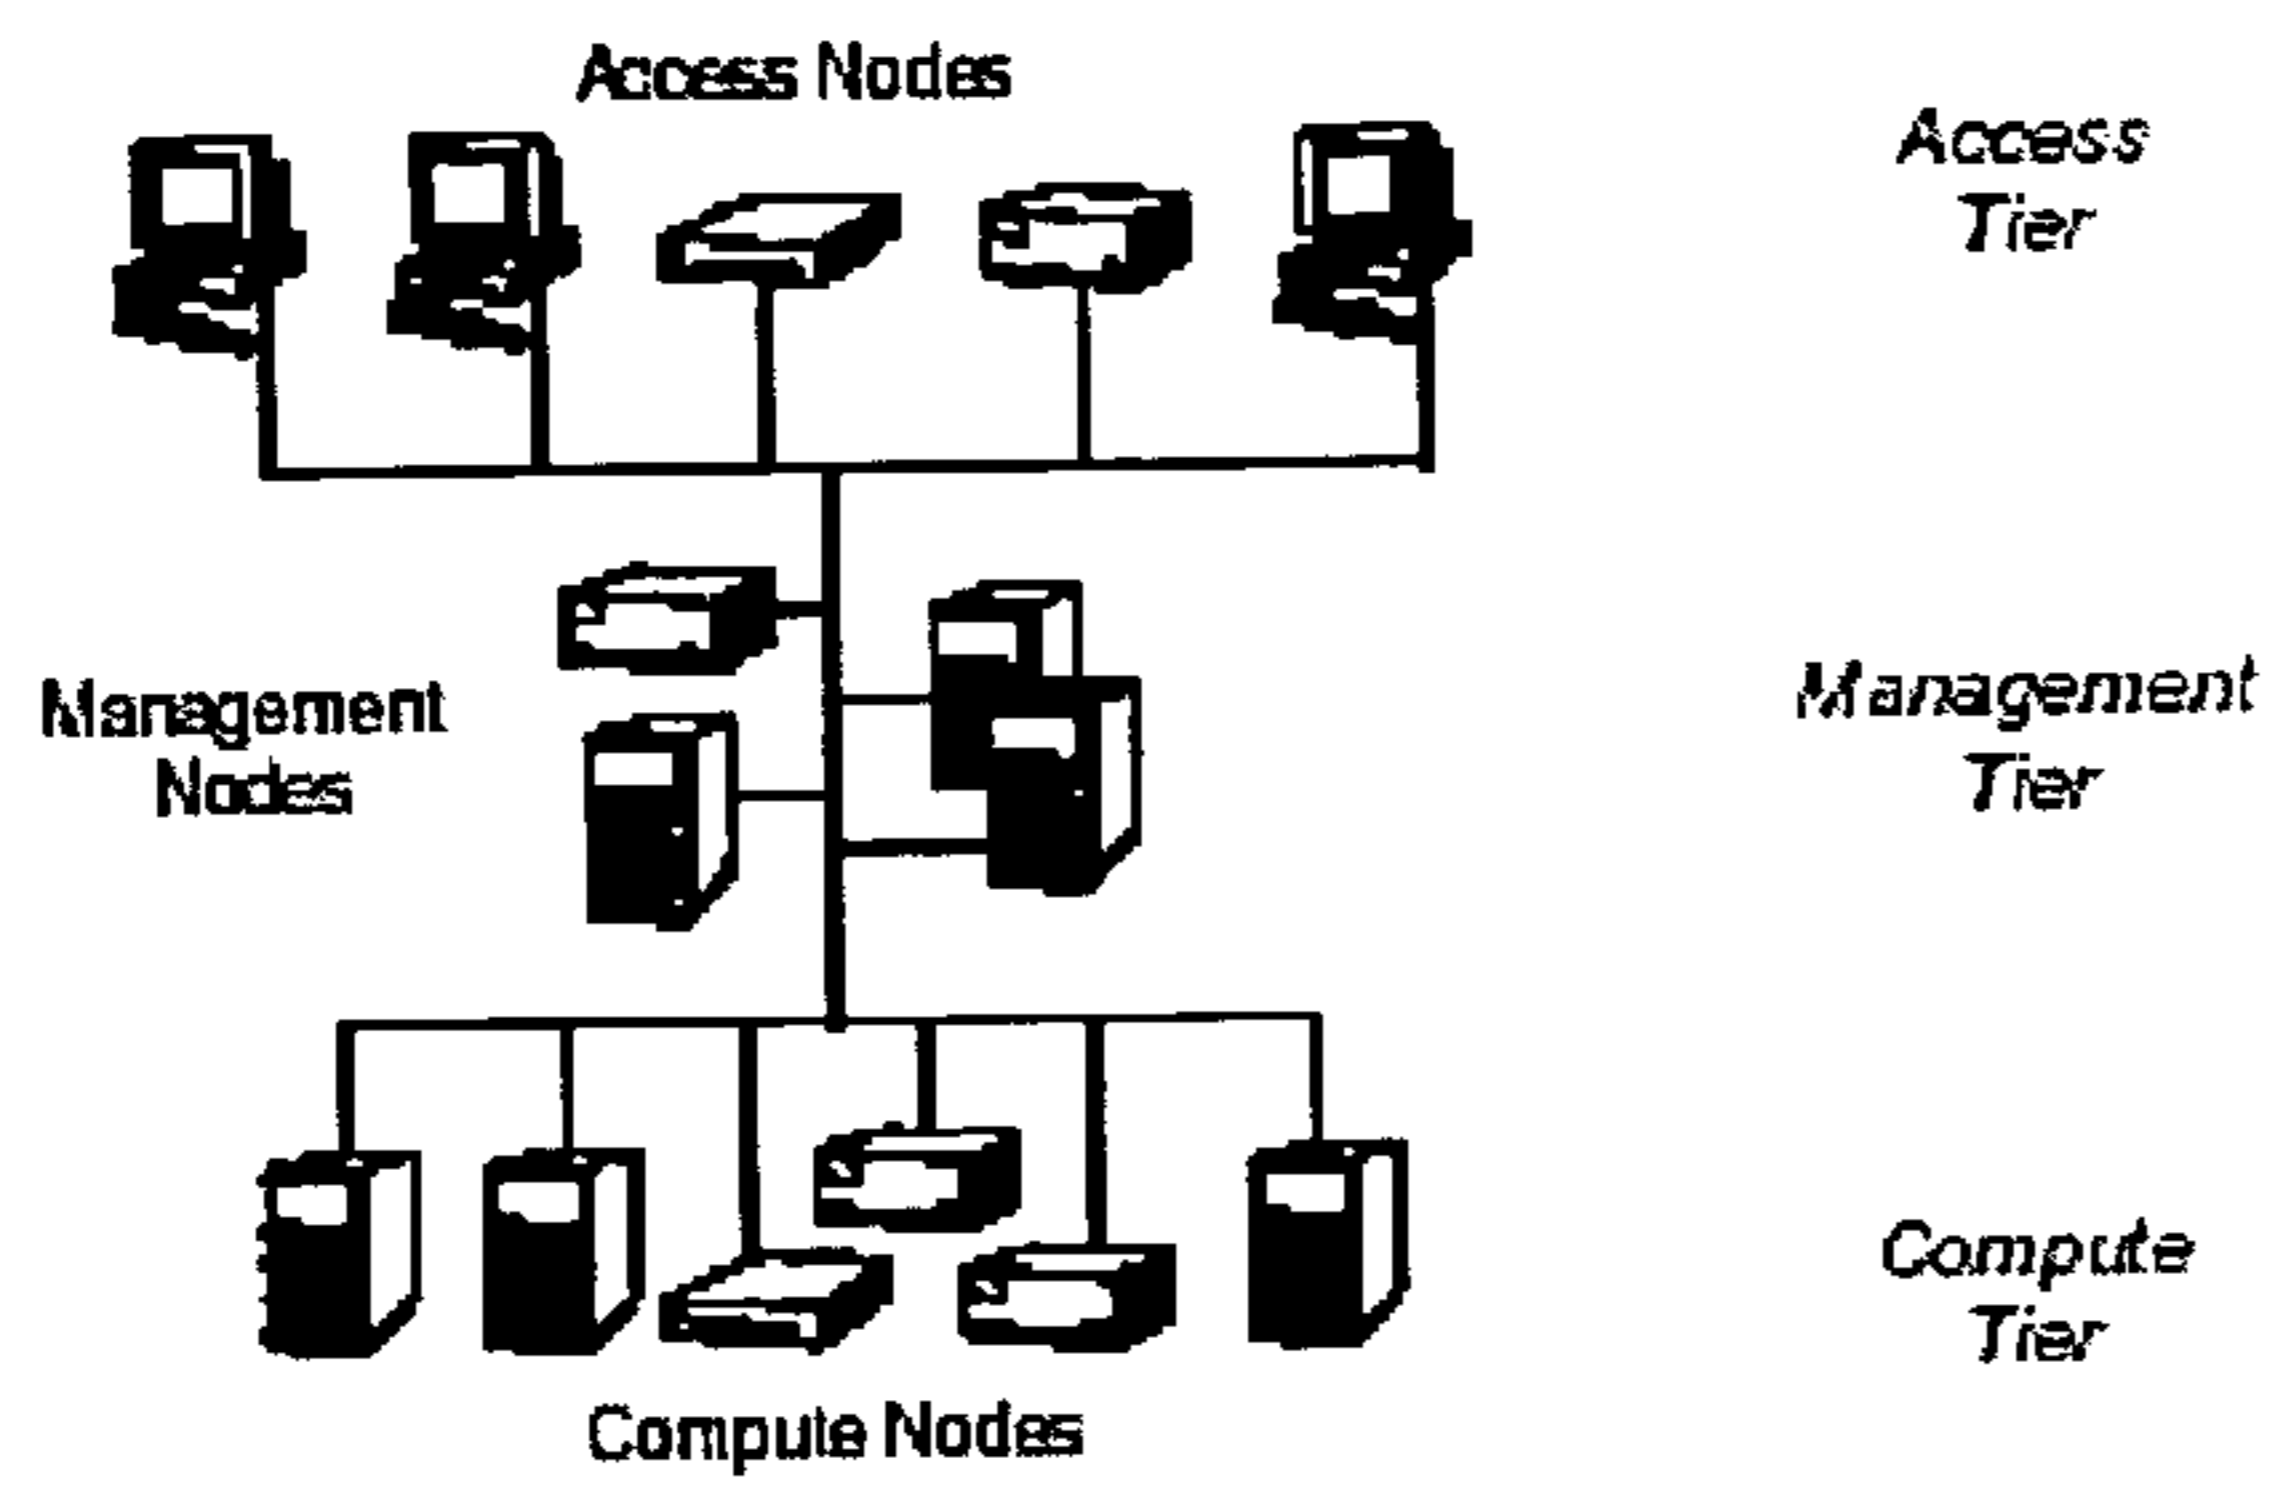 Access Nodes
Access
Tier
Management
Nodes
Management
Tier
Compute
Tier
Compute Nodes